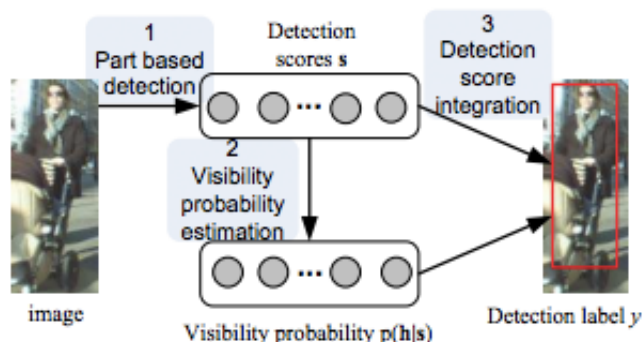 1
Part based
detection
Detection
scores s
3
Detection
score
integration
2
Visibility
probability
estimation
image
Visibility probability p(h|s)
Detection label y